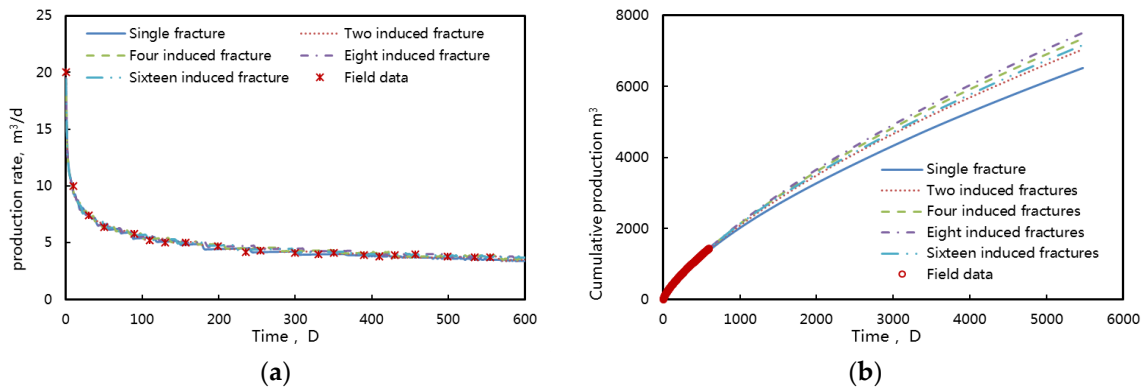 25
20
15
10
5
0
production rate, m³/d
Single fracture
Two induced fracture
Four induced fracture
Eight induced fracture
Sixteen induced fracture
Field data
0 100 200 300 400 500 600
Time , D
(a)
8000
6000
4000
2000
0
Cumulative production m³
Single fracture
Two induced fractures
Four induced fractures
Eight induced fractures
Sixteen induced fractures
Field data
0 1000 2000 3000 4000 5000 6000
Time , D
(b)